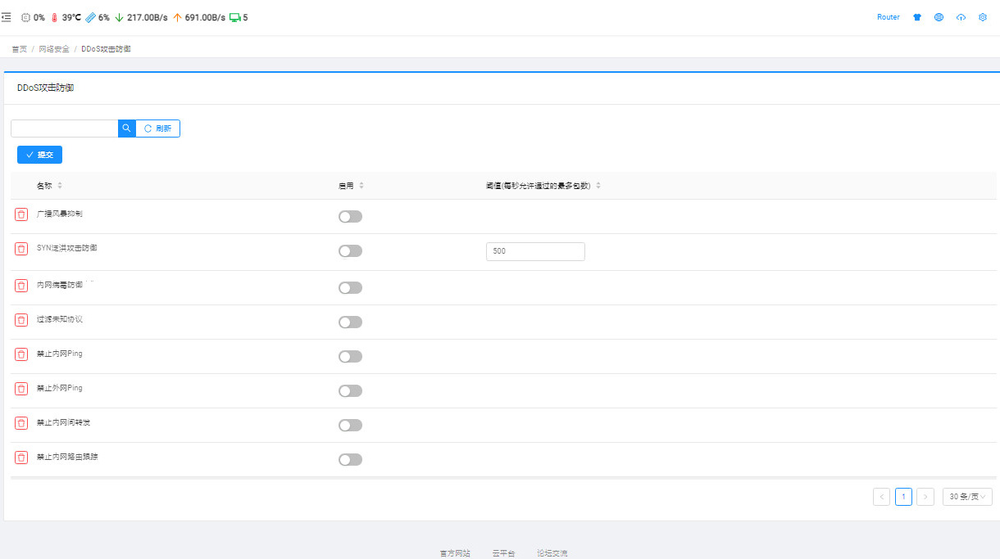 0% 39℃ 6% 217.00B/s 691.00B/s 5 Router
首页 / 网络安全 / DDoS攻击防御
DDoS攻击防御
刷新
提交
名称 启用 阈值(每秒允许通过的最多包数)
广播风暴抑制
SYN泛洪攻击防御 500
内网病毒防御
过滤未知协议
禁止内网Ping
禁止外网Ping
禁止内网间转发
禁止内网路由跟踪
1 30 条/页
官方网站 云平台 论坛交流